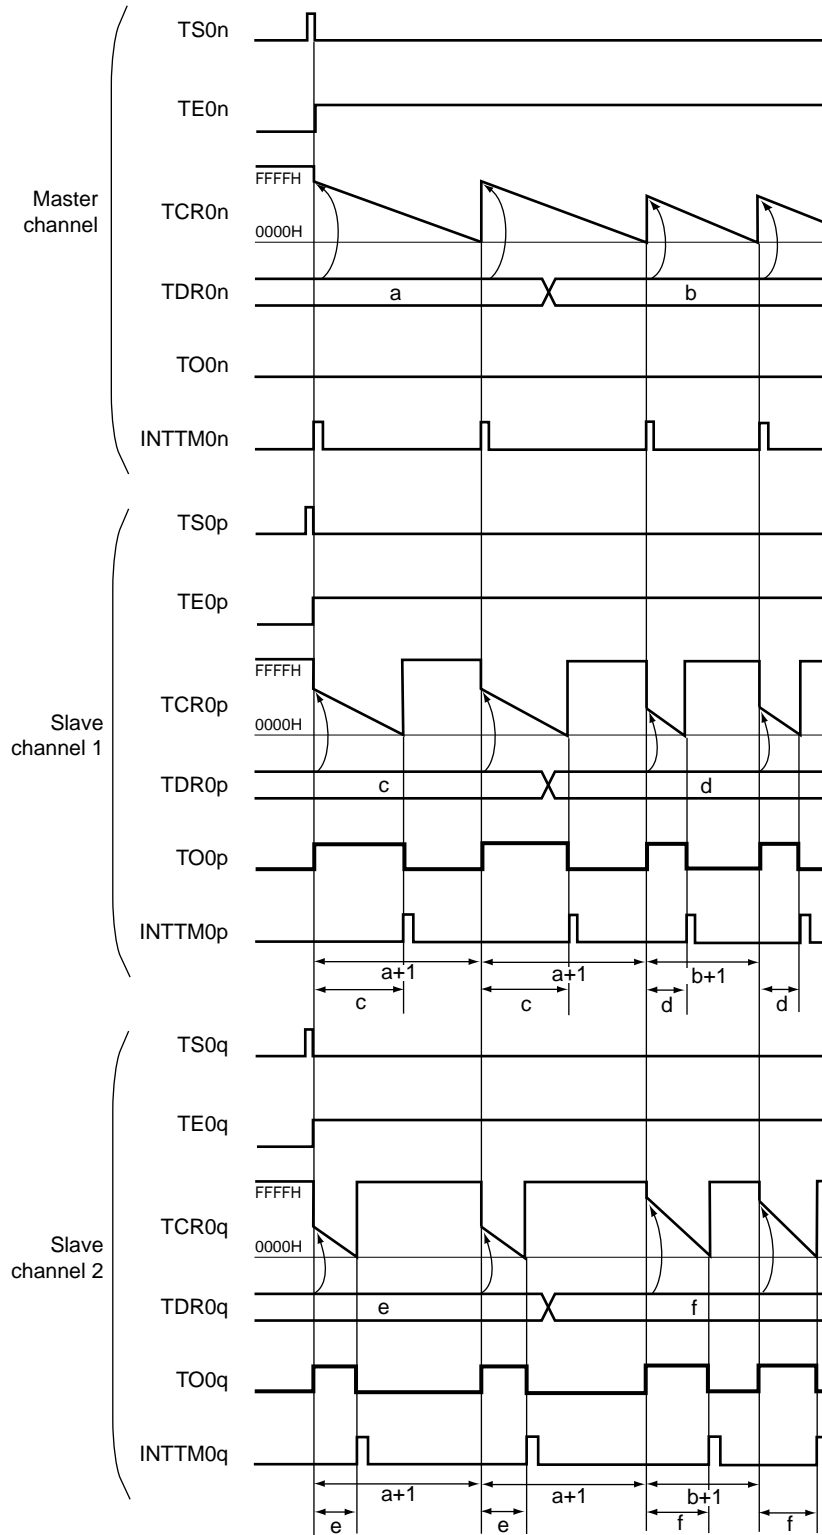 TS0n
TE0n
Master
channel
FFFFH
TCR0n
0000H
TDR0n
a
b
TO0n
INTTM0n
TS0p
TE0p
Slave
channel 1
FFFFH
TCR0p
0000H
TDR0p
c
d
TO0p
INTTM0p
a+1
a+1
b+1
c
c
d
d
TS0q
TE0q
Slave
channel 2
FFFFH
TCR0q
0000H
TDR0q
e
f
TO0q
INTTM0q
a+1
a+1
b+1
e
e
f
f